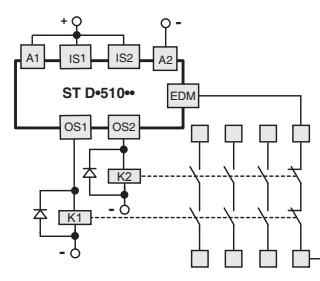 +
-
A1 IS1 IS2 A2
ST D•510••
EDM
OS1 OS2
K2
-
K1
-